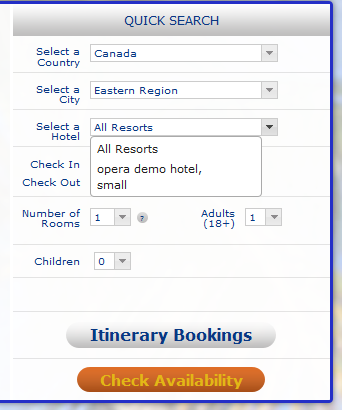 QUICK SEARCH
Select a
Country
Canada
Select a
City
Eastern Region
Select a
Hotel
All Resorts
All Resorts
opera demo hotel,
small
Check In
Check Out
Number of
Rooms
1
?
Adults
(18+)
1
Children
0
Itinerary Bookings
Check Availability